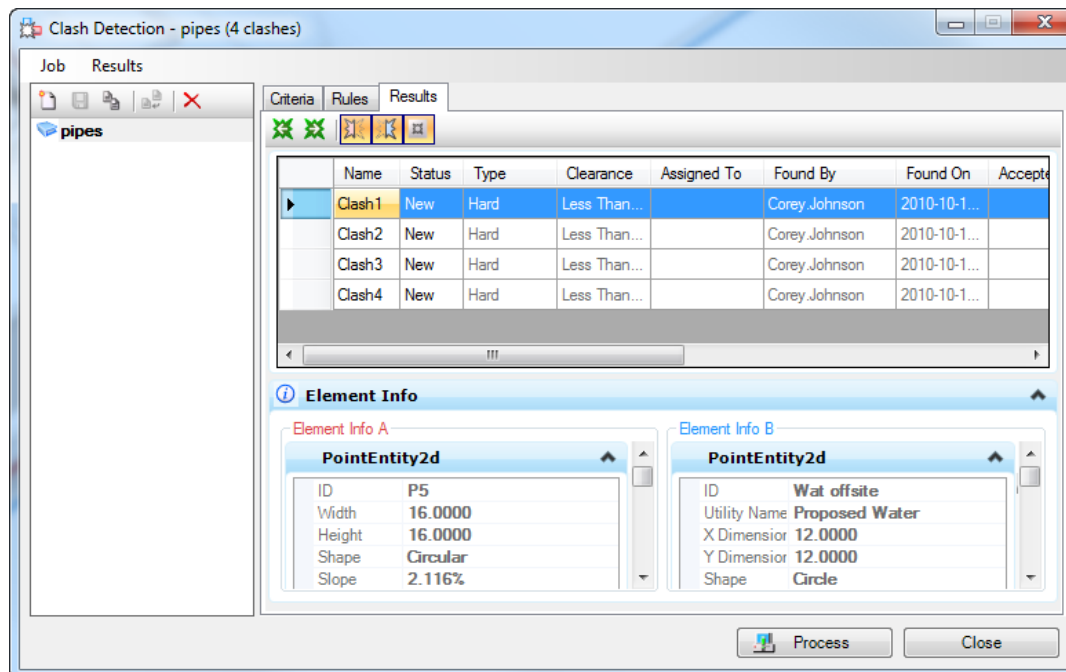 Clash Detection - pipes (4 clashes)
Job Results
pipes
Criteria Rules Results
Name Status Type Clearance Assigned To Found By Found On Accepte
Clash1 New Hard Less Than... Corey.Johnson 2010-10-1...
Clash2 New Hard Less Than... Corey.Johnson 2010-10-1...
Clash3 New Hard Less Than... Corey.Johnson 2010-10-1...
Clash4 New Hard Less Than... Corey.Johnson 2010-10-1...
Element Info
Element Info A
PointEntity2d
ID P5
Width 16.0000
Height 16.0000
Shape Circular
Slope 2.116%
Element Info B
PointEntity2d
ID Wat offsite
Utility Name Proposed Water
X Dimension 12.0000
Y Dimension 12.0000
Shape Circle
Process Close